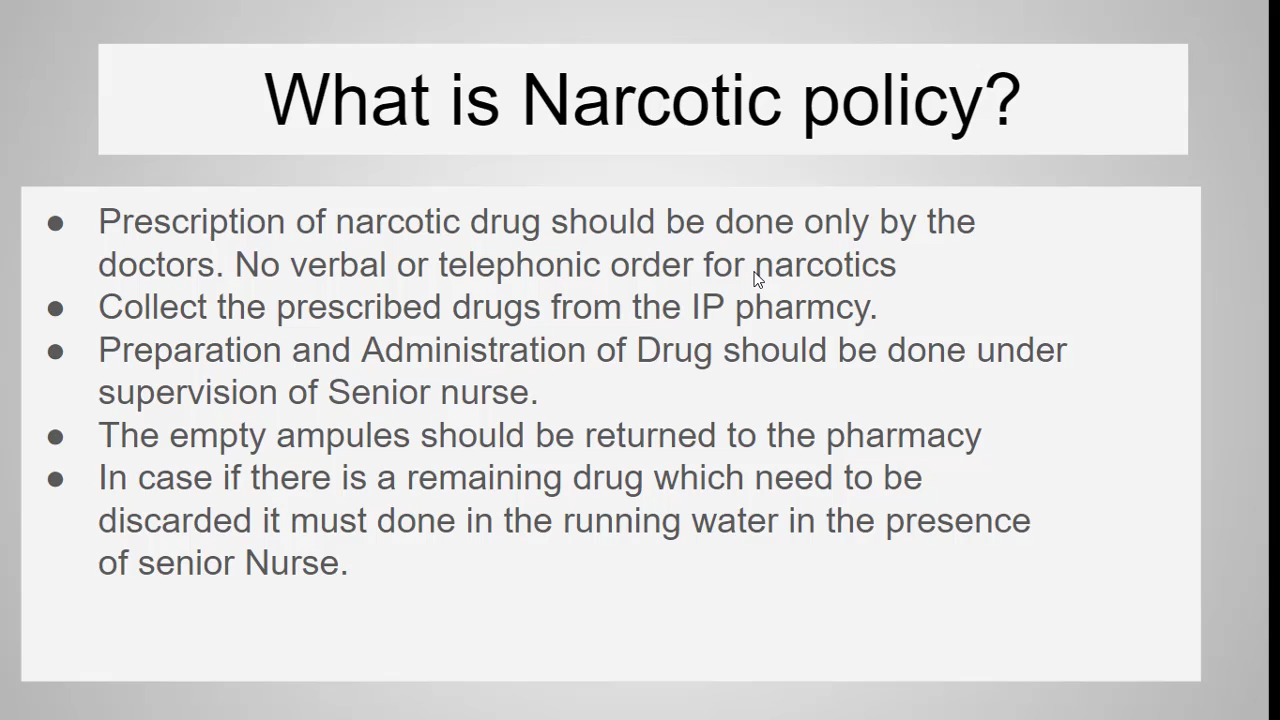 What is Narcotic policy?
● Prescription of narcotic drug should be done only by the
doctors. No verbal or telephonic order for narcotics
● Collect the prescribed drugs from the IP pharmcy.
● Preparation and Administration of Drug should be done under
supervision of Senior nurse.
● The empty ampules should be returned to the pharmacy
● In case if there is a remaining drug which need to be
discarded it must done in the running water in the presence
of senior Nurse.